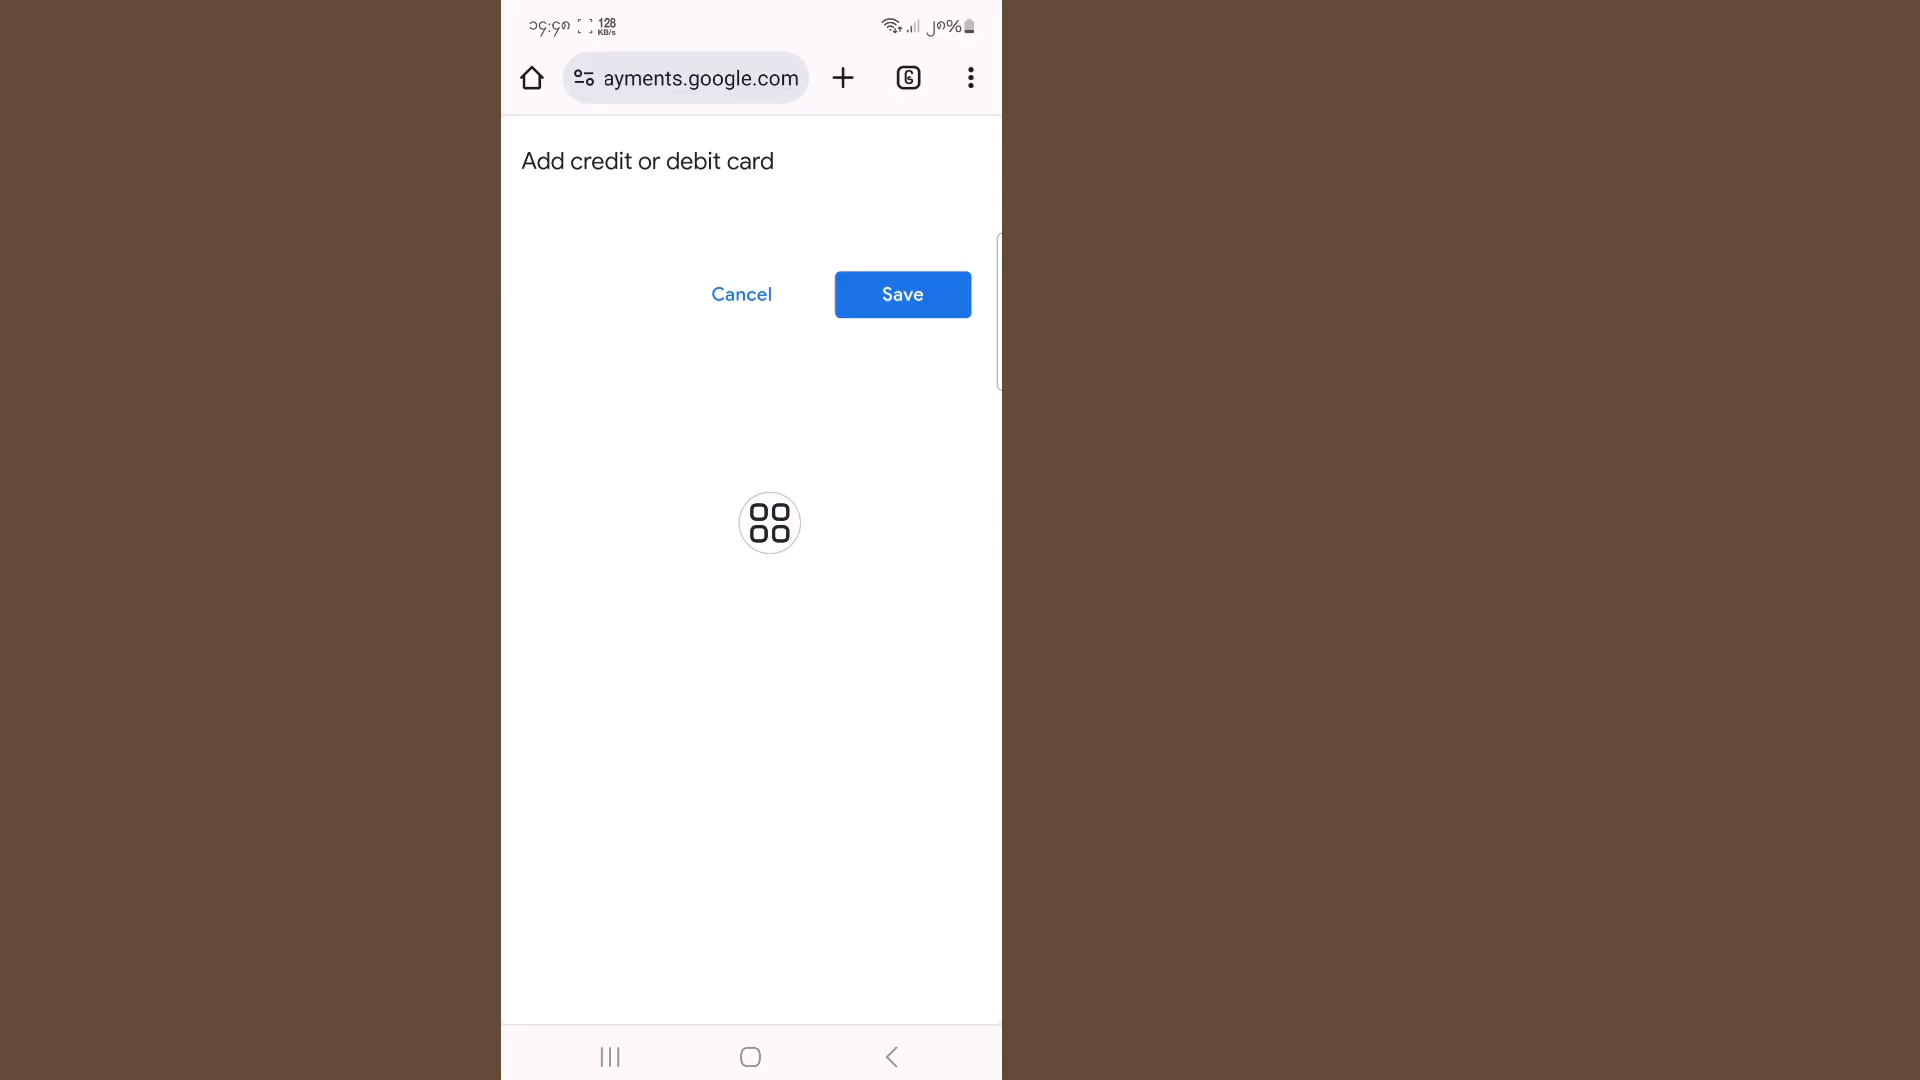 ၁၄:၄၈
128
KB/s
၂၈%
ayments.google.com
6
Add credit or debit card
Cancel
Save